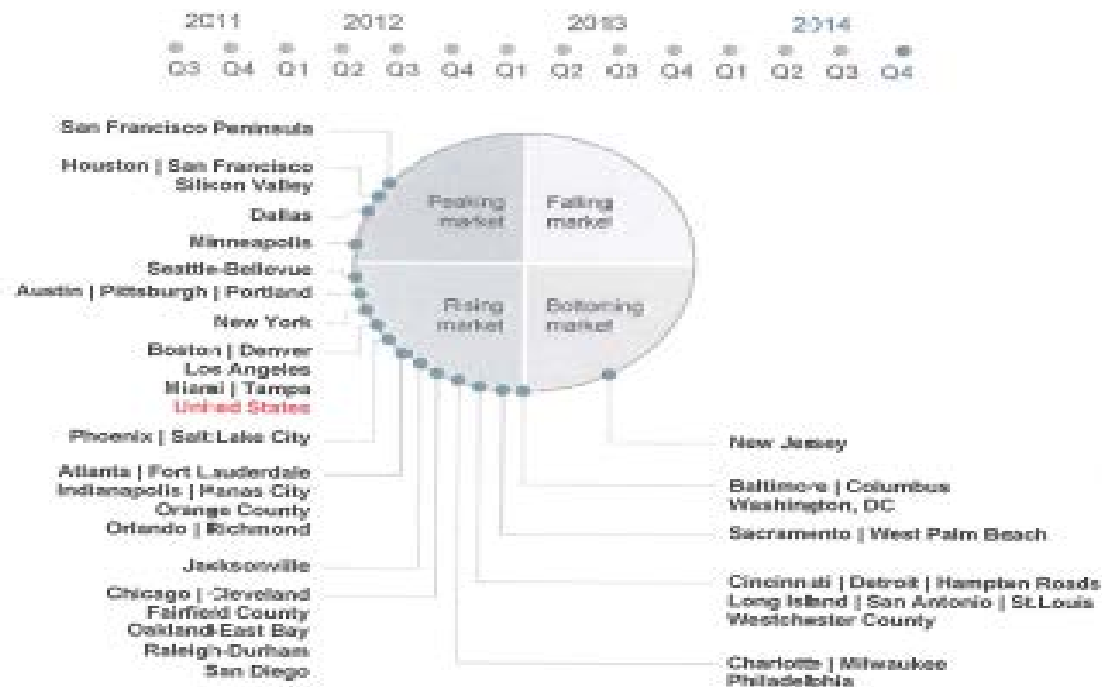 2011 2012 2013 2014
Q3 Q4 Q1 Q2 Q3 Q4 Q1 Q2 Q3 Q4 Q1 Q2 Q3 Q4
San Francisco Peninsula
Houston | San Francisco
Silicon Valley
Dallas
Minneapolis
Seattle-Bellevue
Austin | Pittsburgh | Portland
New York
Boston | Denver
Los Angeles
Miami | Tampa
United States
Phoenix | Salt Lake City
Atlanta | Fort Lauderdale
Indianapolis | Kanas City
Orange County
Orlando | Richmond
Jacksonville
Chicago | Cleveland
Fairfield County
Oakland-East Bay
Raleigh-Durham
San Diego
Peaking
market
Falling
market
Rising
market
Bottoming
market
New Jersey
Baltimore | Columbus
Washington, DC
Sacramento | West Palm Beach
Cincinnati | Detroit | Hampton Roads
Long Island | San Antonio | St.Louis
Westchester County
Charlotte | Milwaukee
Philadelphia